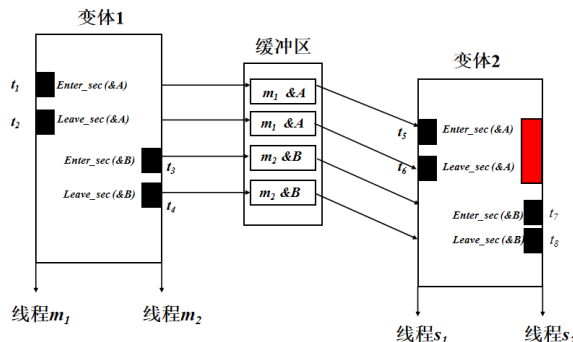 变体1
缓冲区
变体2
t1 Enter_sec(&A)
t2 Leave_sec(&A)
Enter_sec(&B) t3
Leave_sec(&B) t4
m1 &A
m1 &A
m2 &B
m2 &B
t5 Enter_sec(&A)
t6 Leave_sec(&A)
Enter_sec(&B) t7
Leave_sec(&B) t8
线程m1
线程m2
线程s1